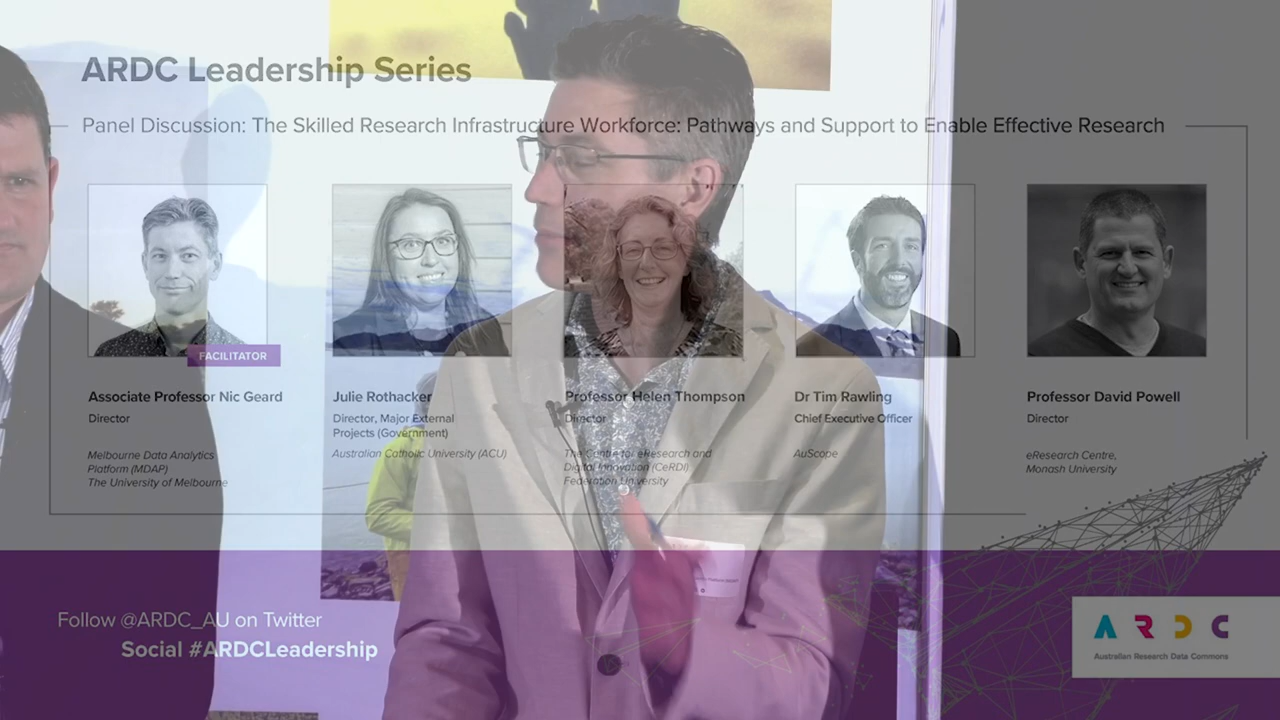 ARDC Leadership Series
Panel Discussion: The Skilled Research Infrastructure Workforce: Pathways and Support to Enable Effective Research
FACILITATOR
Associate Professor Nic Geard
Director
Melbourne Data Analytics
Platform (MDAP)
The University of Melbourne
Julie Rothacker
Director, Major External
Projects (Government)
Australian Catholic University (ACU)
Professor Helen Thompson
Director
The Centre for eResearch and
Digital Innovation (CeRDI)
Federation University
Dr Tim Rawling
Chief Executive Officer
AuScope
Professor David Powell
Director
eResearch Centre,
Monash University
Follow @ARDC_AU on Twitter
Social #ARDCLeadership
ARDC
Australian Research Data Commons